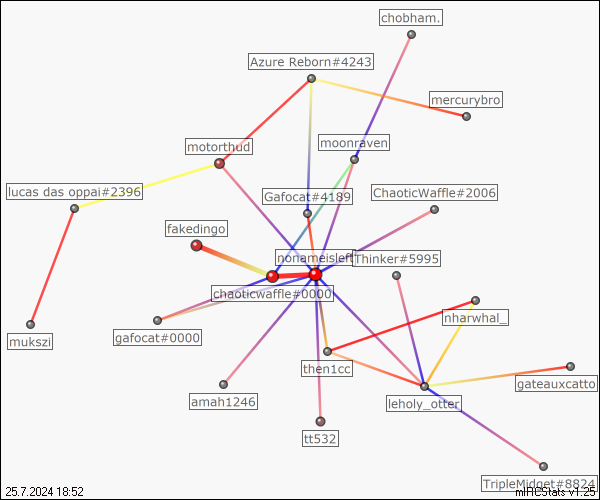 chobham.
Azure Reborn#4243
mercurybro
motorthud
moonraven
lucas das oppai#2396
Gafocat#4189
ChaoticWaffle#2006
fakedingo
nonameisleft
Thinker#5995
chaoticwaffle#0000
nharwhal_
mukszi
gafocat#0000
then1cc
gateauxcatto
amah1246
leholy_otter
tt532
TripleMidget#8824
25.7.2024 18:52
mIRCStats v1.25